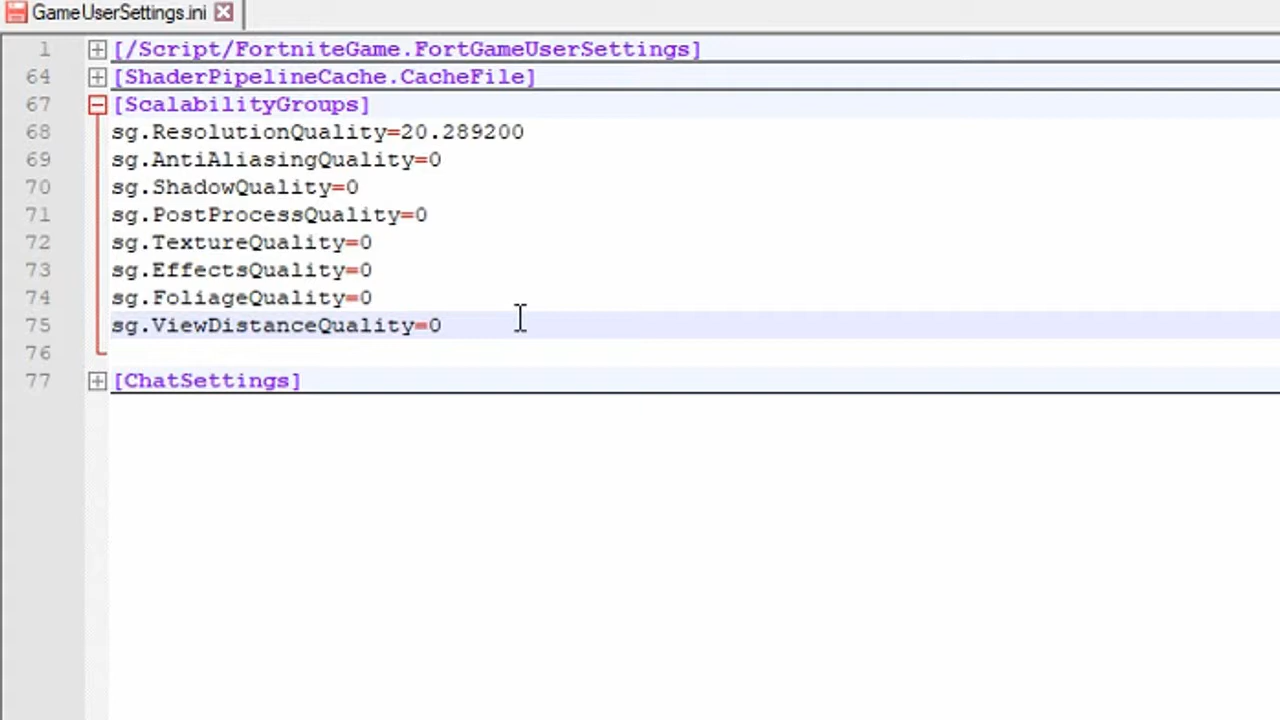 GameUserSettings.ini
1 [/Script/FortniteGame.FortGameUserSettings]
64 [ShaderPipelineCache.CacheFile]
67 [ScalabilityGroups]
68 sg.ResolutionQuality=20.289200
69 sg.AntiAliasingQuality=0
70 sg.ShadowQuality=0
71 sg.PostProcessQuality=0
72 sg.TextureQuality=0
73 sg.EffectsQuality=0
74 sg.FoliageQuality=0
75 sg.ViewDistanceQuality=0
76
77 [ChatSettings]